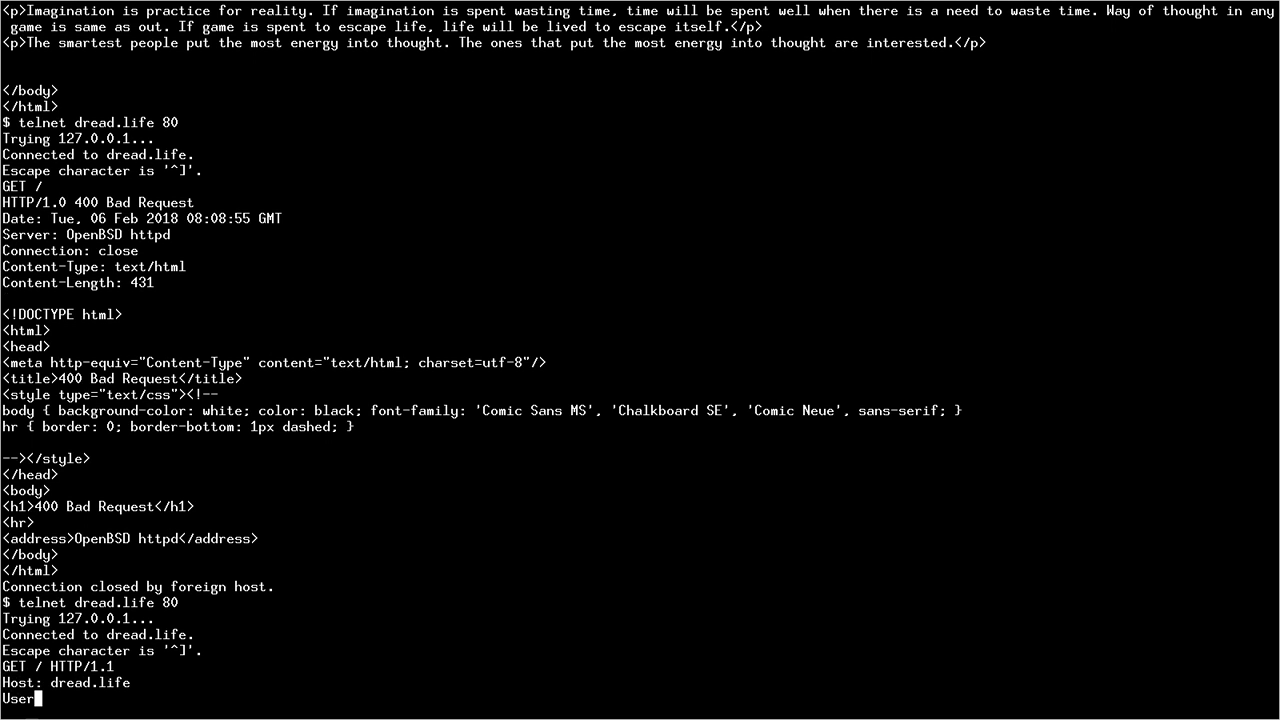 <p>Imagination is practice for reality. If imagination is spent wasting time, time will be spent well when there is a need to waste time. Way of thought in any
game is same as out. If game is spent to escape life, life will be lived to escape itself.</p>
<p>The smartest people put the most energy into thought. The ones that put the most energy into thought are interested.</p>
</body>
</html>
$ telnet dread.life 80
Trying 127.0.0.1...
Connected to dread.life.
Escape character is '^]'.
GET /
HTTP/1.0 400 Bad Request
Date: Tue, 06 Feb 2018 08:08:55 GMT
Server: OpenBSD httpd
Connection: close
Content-Type: text/html
Content-Length: 431
<!DOCTYPE html>
<html>
<head>
<meta http-equiv="Content-Type" content="text/html; charset=utf-8"/>
<title>400 Bad Request</title>
<style type="text/css"><!--
body { background-color: white; color: black; font-family: 'Comic Sans MS', 'Chalkboard SE', 'Comic Neue', sans-serif; }
hr { border: 0; border-bottom: 1px dashed; }
--></style>
</head>
<body>
<h1>400 Bad Request</h1>
<hr>
<address>OpenBSD httpd</address>
</body>
</html>
Connection closed by foreign host.
$ telnet dread.life 80
Trying 127.0.0.1...
Connected to dread.life.
Escape character is '^]'.
GET / HTTP/1.1
Host: dread.life
User